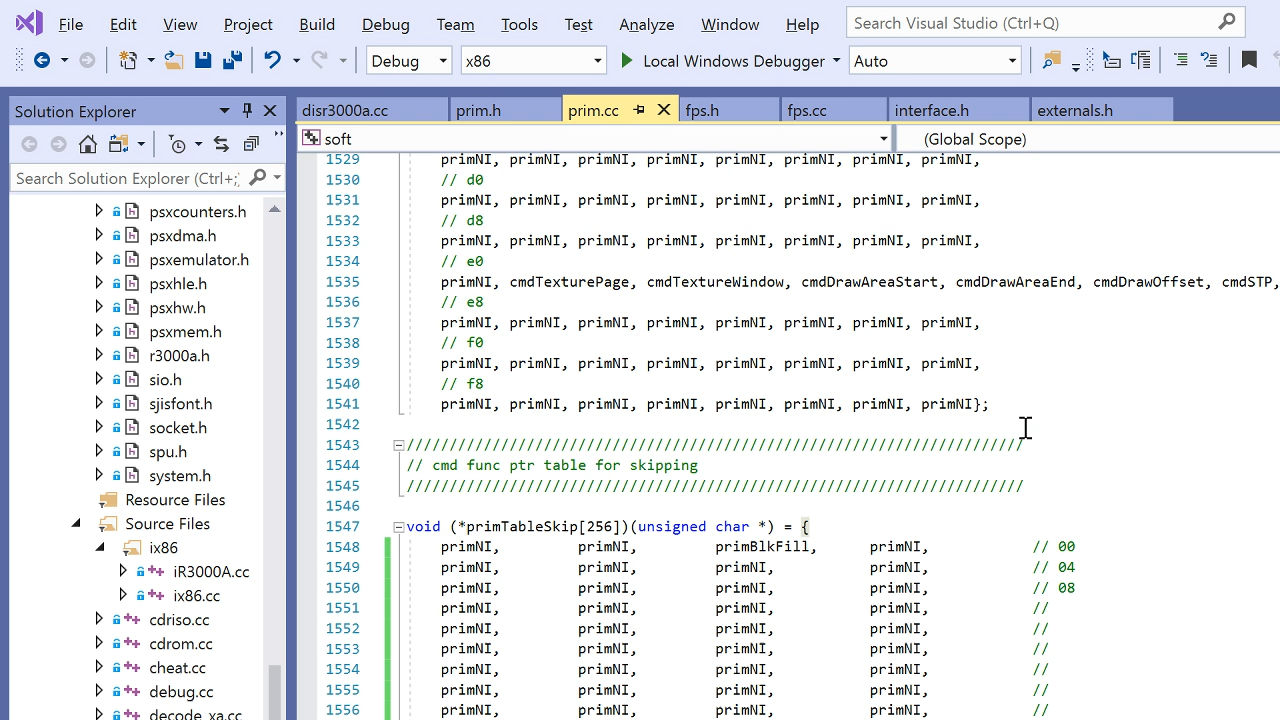 File Edit View Project Build Debug Team Tools Test Analyze Window Help Search Visual Studio (Ctrl+Q)
Debug x86 Local Windows Debugger Auto
Solution Explorer
Search Solution Explorer (Ctrl+;)
psxcounters.h
psxdma.h
psxemulator.h
psxhle.h
psxhw.h
psxmem.h
r3000a.h
sio.h
sjisfont.h
socket.h
spu.h
system.h
Resource Files
Source Files
ix86
iR3000A.cc
ix86.cc
cdriso.cc
cdrom.cc
cheat.cc
debug.cc
decode_xa.cc
disr3000a.cc prim.h prim.cc fps.h fps.cc interface.h externals.h
soft (Global Scope)
1529 primNI, primNI, primNI, primNI, primNI, primNI, primNI, primNI,
1530 // d0
1531 primNI, primNI, primNI, primNI, primNI, primNI, primNI, primNI,
1532 // d8
1533 primNI, primNI, primNI, primNI, primNI, primNI, primNI, primNI,
1534 // e0
1535 primNI, cmdTexturePage, cmdTextureWindow, cmdDrawAreaStart, cmdDrawAreaEnd, cmdDrawOffset, cmdSTP,
1536 // e8
1537 primNI, primNI, primNI, primNI, primNI, primNI, primNI, primNI,
1538 // f0
1539 primNI, primNI, primNI, primNI, primNI, primNI, primNI, primNI,
1540 // f8
1541 primNI, primNI, primNI, primNI, primNI, primNI, primNI, primNI};
1542
1543 ////////////////////////////////////////////////////////////////////////
1544 // cmd func ptr table for skipping
1545 ////////////////////////////////////////////////////////////////////////
1546
1547 void (*primTableSkip[256])(unsigned char *) = {
1548 primNI, primNI, primBlkFill, primNI, // 00
1549 primNI, primNI, primNI, primNI, // 04
1550 primNI, primNI, primNI, primNI, // 08
1551 primNI, primNI, primNI, primNI, //
1552 primNI, primNI, primNI, primNI, //
1553 primNI, primNI, primNI, primNI, //
1554 primNI, primNI, primNI, primNI, //
1555 primNI, primNI, primNI, primNI, //
1556 primNI, primNI, primNI, primNI, //